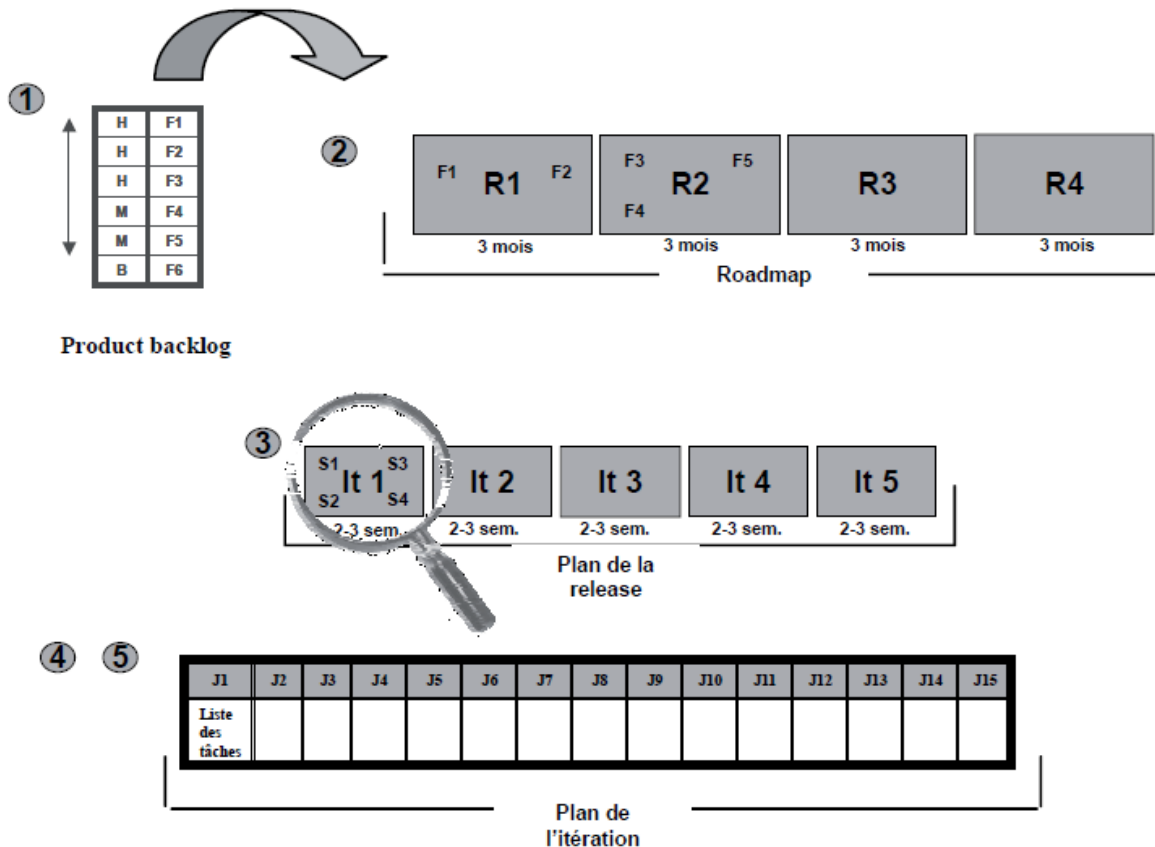 1
H F1
H F2
H F3
M F4
M F5
B F6
Product backlog
2
F1 R1 F2
F3 R2 F5
F4
R3
R4
3 mois 3 mois 3 mois 3 mois
Roadmap
3
S1 It 1 S3
S2 S4
It 2
It 3
It 4
It 5
2-3 sem. 2-3 sem. 2-3 sem. 2-3 sem. 2-3 sem.
Plan de la
release
4 5
J1 J2 J3 J4 J5 J6 J7 J8 J9 J10 J11 J12 J13 J14 J15
Liste
des
tâches
Plan de
l'itération